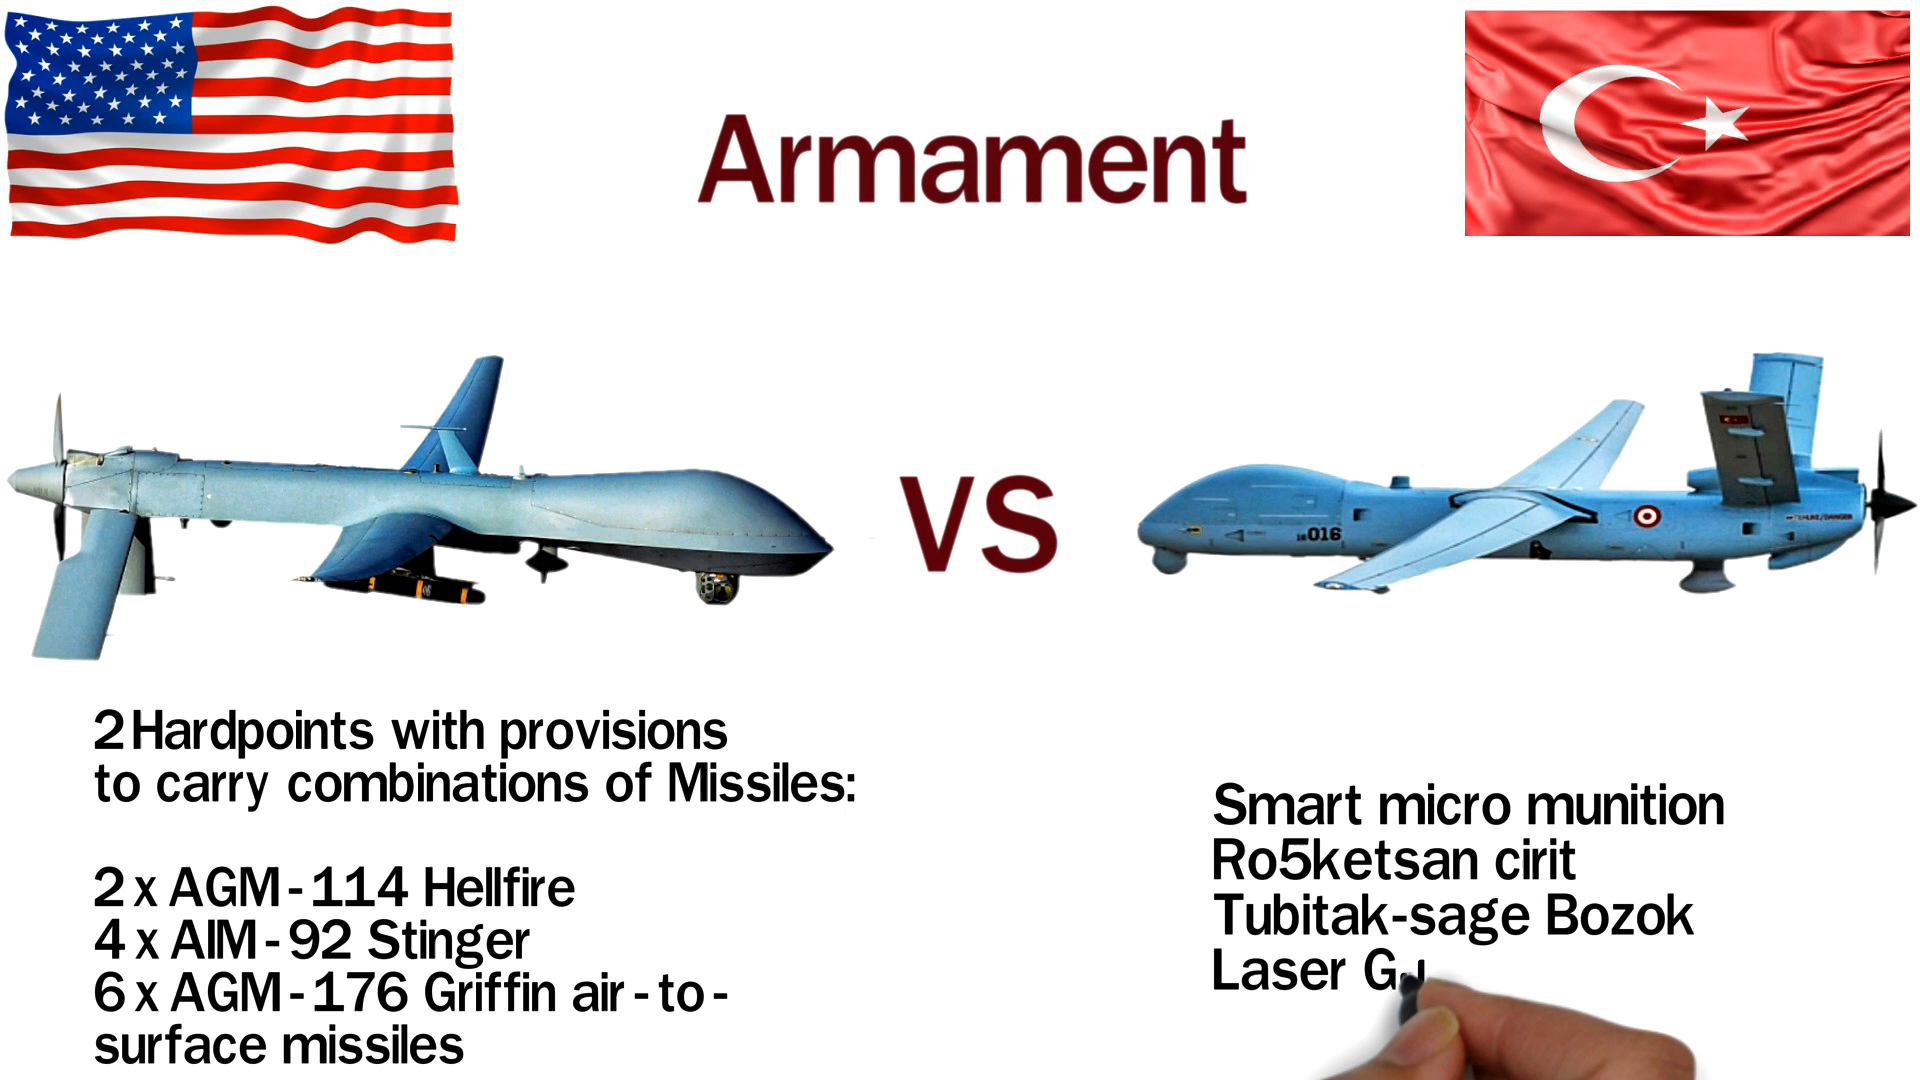 Armament
VS
016
2 Hardpoints with provisions
to carry combinations of Missiles:
2 x AGM-114 Hellfire
4 x AIM-92 Stinger
6 x AGM-176 Griffin air-to-
surface missiles
Smart micro munition
Ro5ketsan cirit
Tubitak-sage Bozok
Laser G